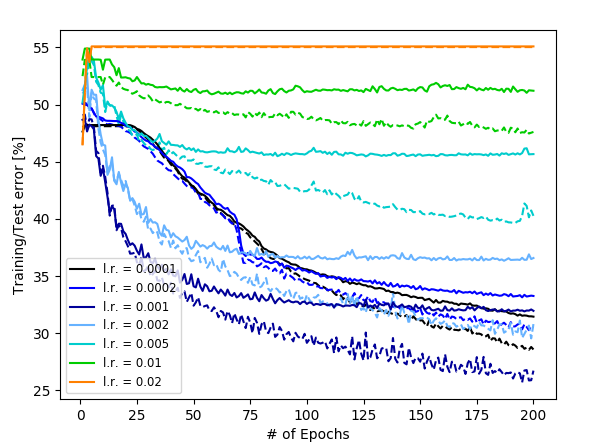 55
50
45
40
35
30
25
Training/Test error [%]
l.r. = 0.0001
l.r. = 0.0002
l.r. = 0.001
l.r. = 0.002
l.r. = 0.005
l.r. = 0.01
l.r. = 0.02
0 25 50 75 100 125 150 175 200
# of Epochs